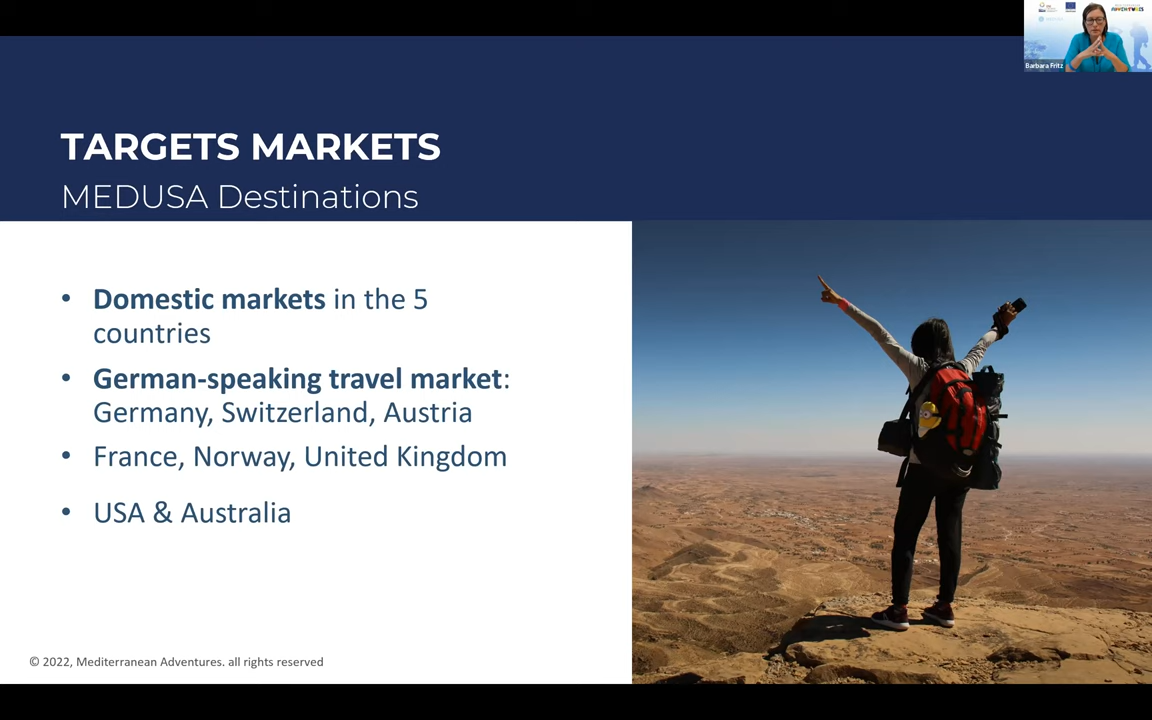 TARGETS MARKETS
MEDUSA Destinations
• Domestic markets in the 5
countries
• German-speaking travel market:
Germany, Switzerland, Austria
• France, Norway, United Kingdom
• USA & Australia
© 2022, Mediterranean Adventures. all rights reserved
ADVENTURES
Barbara Fritz